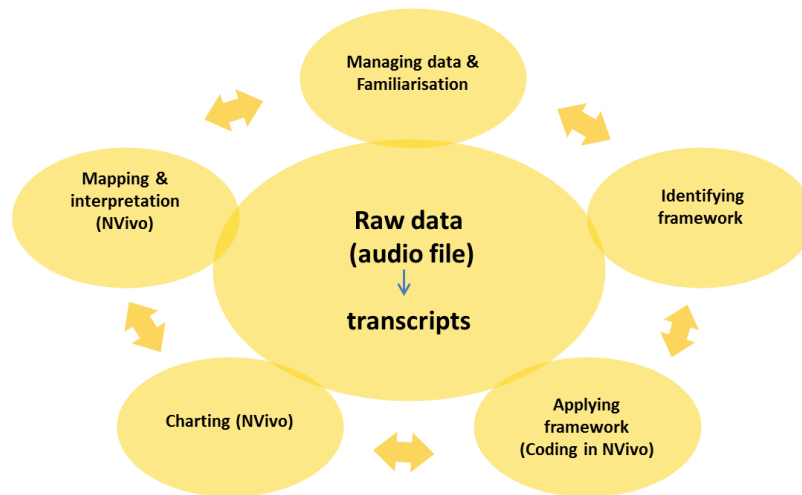 Managing data &
Familiarisation
Mapping &
interpretation
(NVivo)
Identifying
framework
Raw data
(audio file)
transcripts
Charting (NVivo)
Applying
framework
(Coding in NVivo)